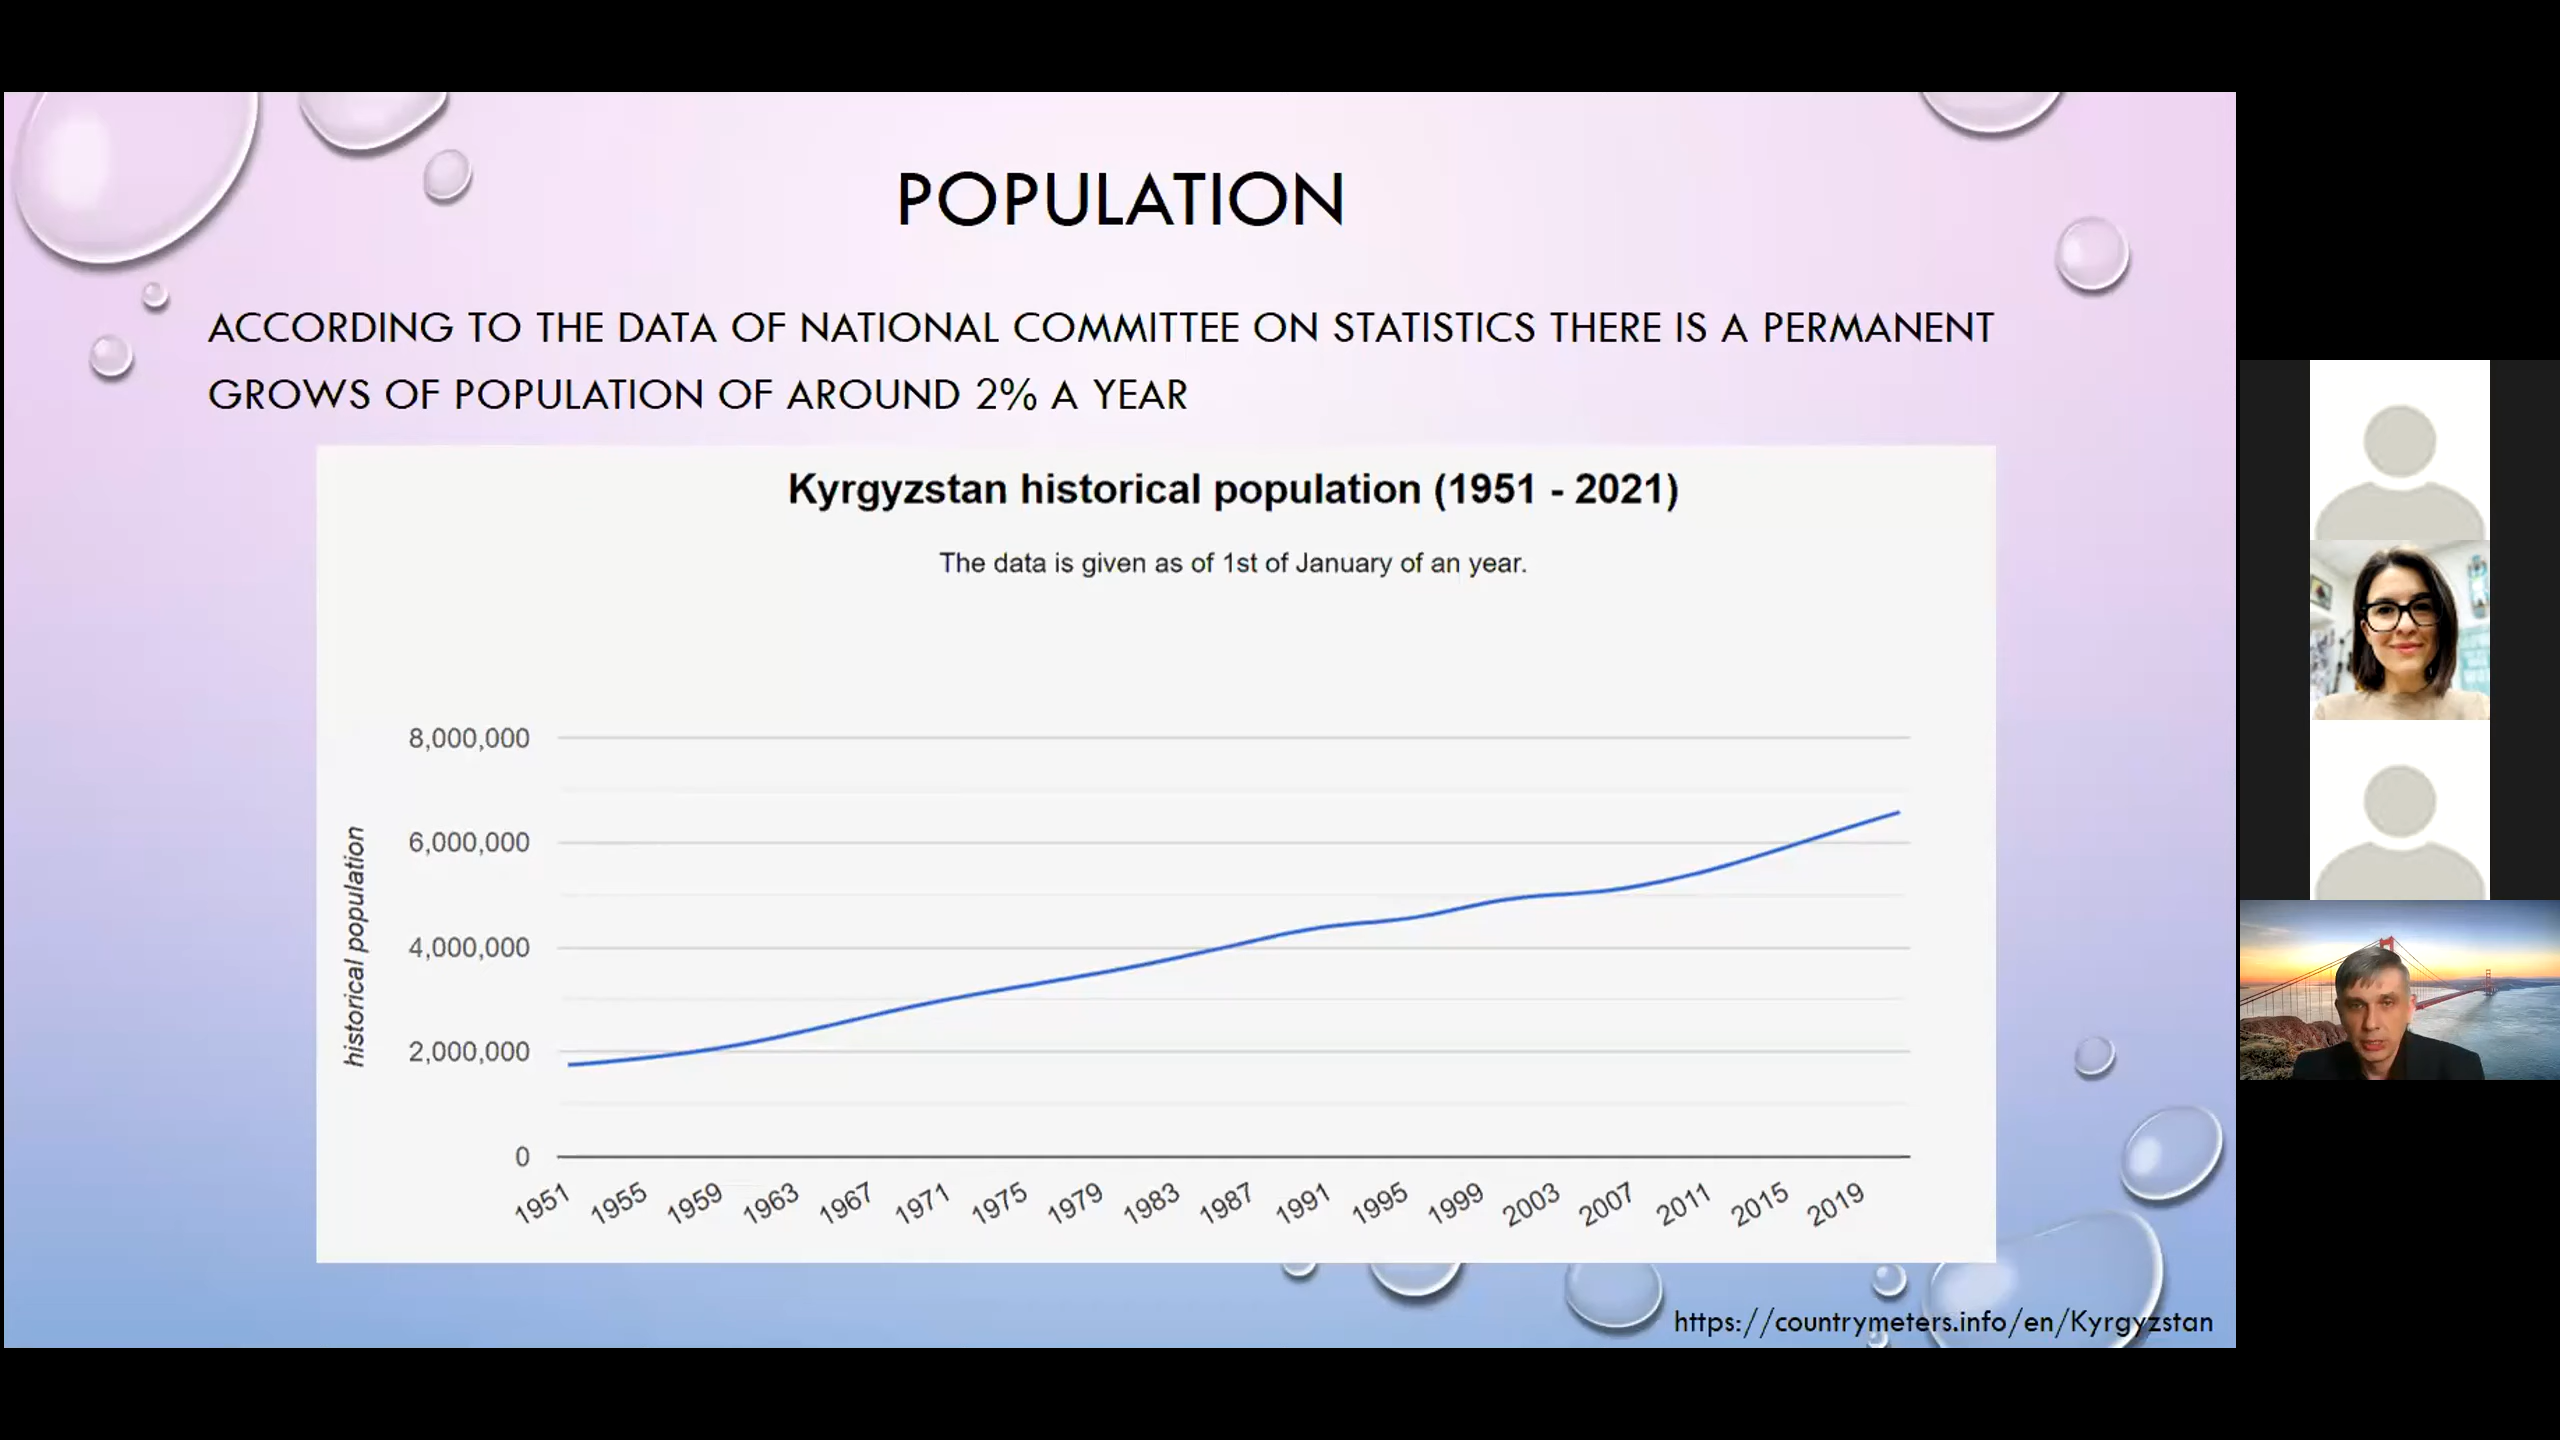 POPULATION
ACCORDING TO THE DATA OF NATIONAL COMMITTEE ON STATISTICS THERE IS A PERMANENT
GROWS OF POPULATION OF AROUND 2% A YEAR
Kyrgyzstan historical population (1951 - 2021)
The data is given as of 1st of January of an year.
historical population
8,000,000
6,000,000
4,000,000
2,000,000
0
1951 1955 1959 1963 1967 1971 1975 1979 1983 1987 1991 1995 1999 2003 2007 2011 2015 2019
https://countrymeters.info/en/Kyrgyzstan